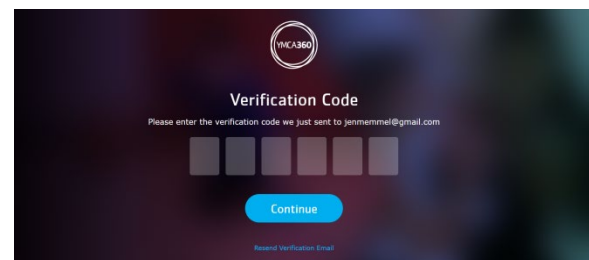 YMCA360
Verification Code
Please enter the verification code we just sent to jenmemmel@gmail.com
Continue
Resend Verification Email